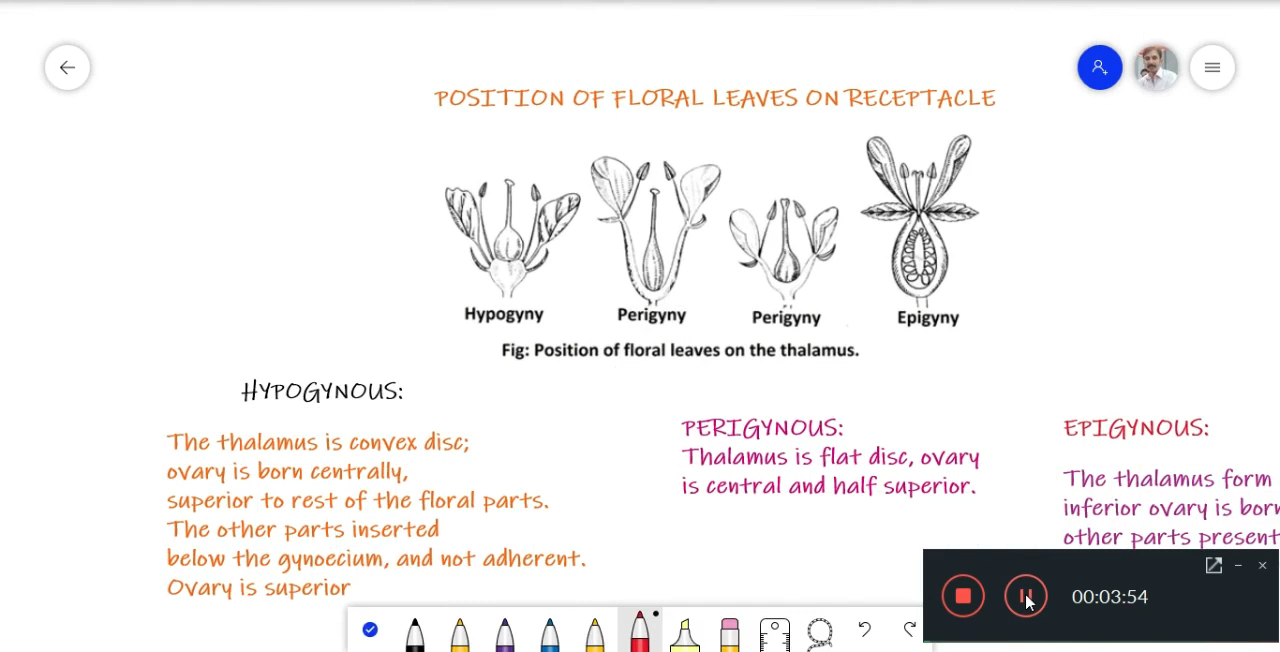 POSITION OF FLORAL LEAVES ON RECEPTACLE
Hypogyny
Perigyny
Perigyny
Epigyny
Fig: Position of floral leaves on the thalamus.
HYPOGYNOUS:
The thalamus is convex disc;
ovary is born centrally,
superior to rest of the floral parts.
The other parts inserted
below the gynoecium, and not adherent.
Ovary is superior
PERIGYNOUS:
Thalamus is flat disc, ovary
is central and half superior.
EPIGYNOUS:
The thalamus form
inferior ovary is born
other parts present
00:03:54